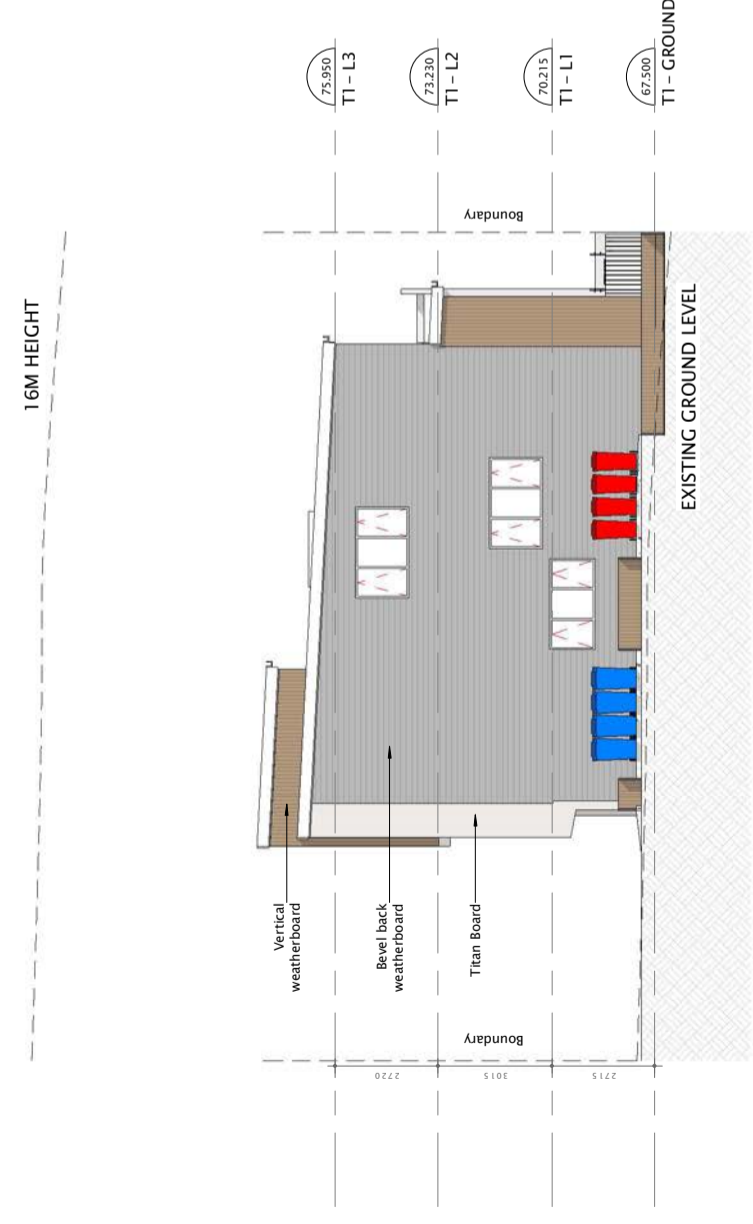 16M HEIGHT
75.950
T1 - L3
73.230
T1 - L2
70.215
T1 - L1
67.500
T1 - GROUND
Boundary
EXISTING GROUND LEVEL
Vertical
weatherboard
Bevel back
weatherboard
Titan Board
Boundary
2720
3015
2715